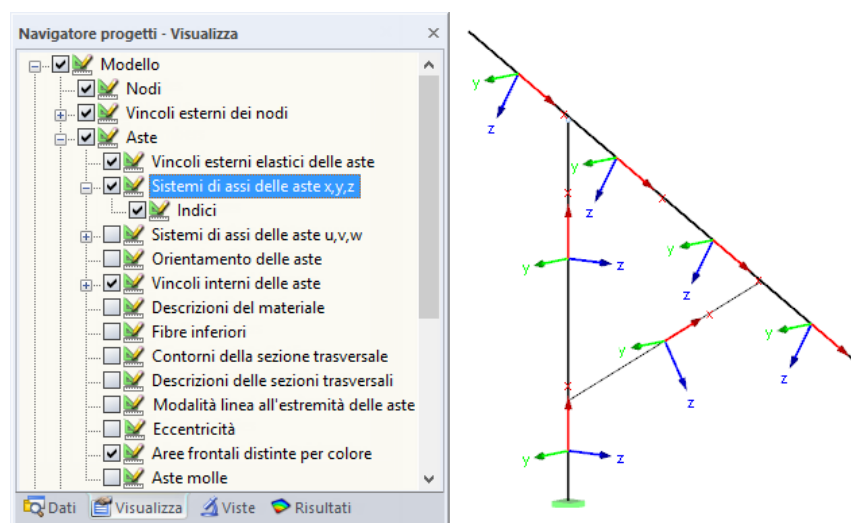 Navigatore progetti - Visualizza
Modello
Nodi
Vincoli esterni dei nodi
Aste
Vincoli esterni elastici delle aste
Sistemi di assi delle aste x,y,z
Indici
Sistemi di assi delle aste u,v,w
Orientamento delle aste
Vincoli interni delle aste
Descrizioni del materiale
Fibre inferiori
Contorni della sezione trasversale
Descrizioni delle sezioni trasversali
Modalità linea all'estremità delle aste
Eccentricità
Aree frontali distinte per colore
Aste molle
Dati Visualizza Viste Risultati
y x
z
y x
z
x
y x
z
y z
x
y x
z
y
z
x
y z